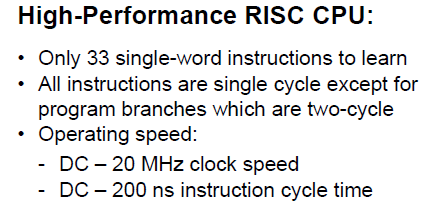 High-Performance RISC CPU:
• Only 33 single-word instructions to learn
• All instructions are single cycle except for
program branches which are two-cycle
• Operating speed:
- DC – 20 MHz clock speed
- DC – 200 ns instruction cycle time